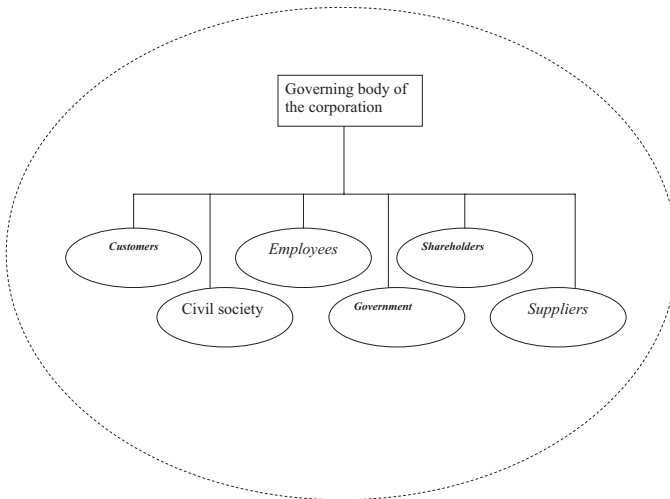 Governing body of
the corporation
Customers
Employees
Shareholders
Civil society
Government
Suppliers